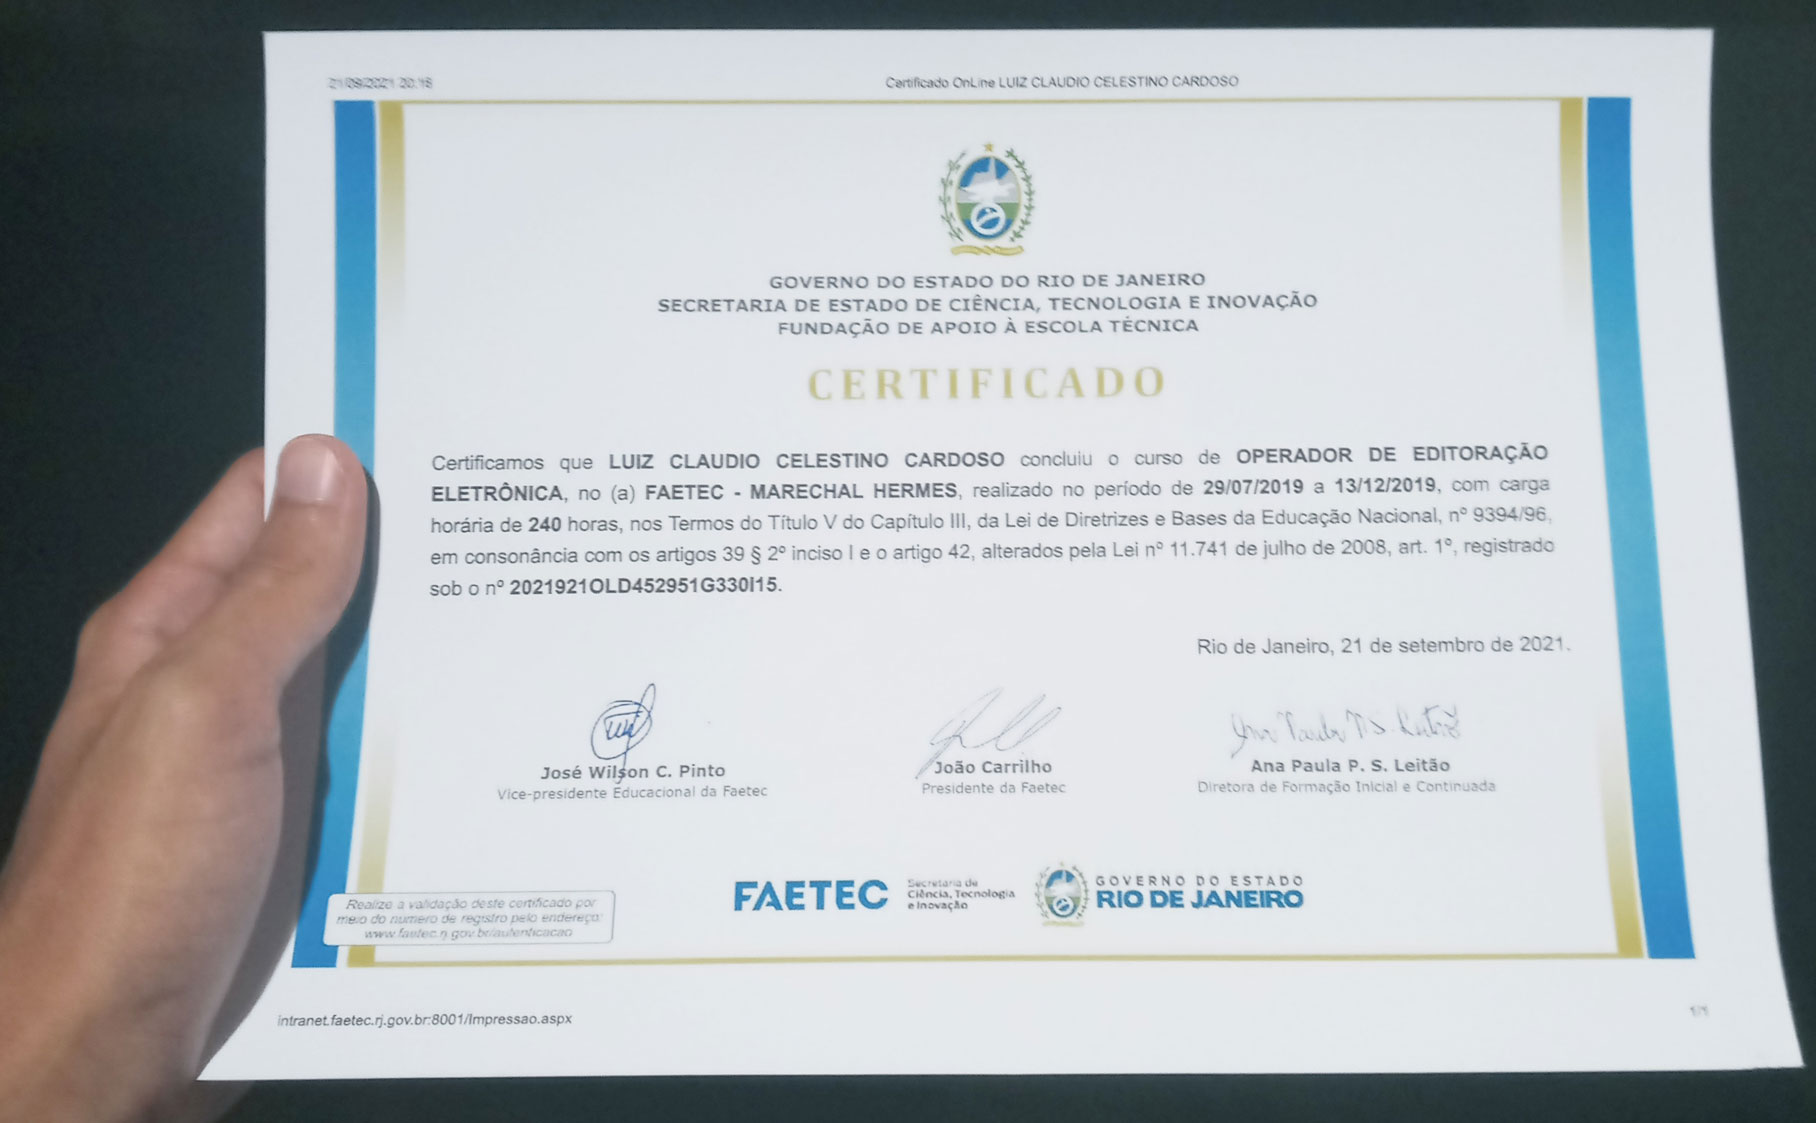 21/09/2021 20:16
Certificado OnLine LUIZ CLAUDIO CELESTINO CARDOSO
GOVERNO DO ESTADO DO RIO DE JANEIRO
SECRETARIA DE ESTADO DE CIÊNCIA, TECNOLOGIA E INOVAÇÃO
FUNDAÇÃO DE APOIO À ESCOLA TÉCNICA
CERTIFICADO
Certificamos que LUIZ CLAUDIO CELESTINO CARDOSO concluiu o curso de OPERADOR DE EDITORAÇÃO
ELETRÔNICA, no (a) FAETEC - MARECHAL HERMES, realizado no período de 29/07/2019 a 13/12/2019, com carga
horária de 240 horas, nos Termos do Título V do Capítulo III, da Lei de Diretrizes e Bases da Educação Nacional, nº 9394/96,
em consonância com os artigos 39 § 2º inciso I e o artigo 42, alterados pela Lei nº 11.741 de julho de 2008, art. 1º, registrado
sob o nº 2021921OLD452951G330I15.
Rio de Janeiro, 21 de setembro de 2021.
José Wilson C. Pinto
Vice-presidente Educacional da Faetec
João Carrilho
Presidente da Faetec
Ana Paula P. S. Leitão
Ana Paula P. S. Leitão
Diretora de Formação Inicial e Continuada
Realize a validação deste certificado por
meio do numero de registro pelo endereço:
www.faetec.rj.gov.br/autenticacao
FAETEC
Secretaria de
Ciência, Tecnologia
e Inovação
GOVERNO DO ESTADO
RIO DE JANEIRO
intranet.faetec.rj.gov.br:8001/Impressao.aspx
1/1